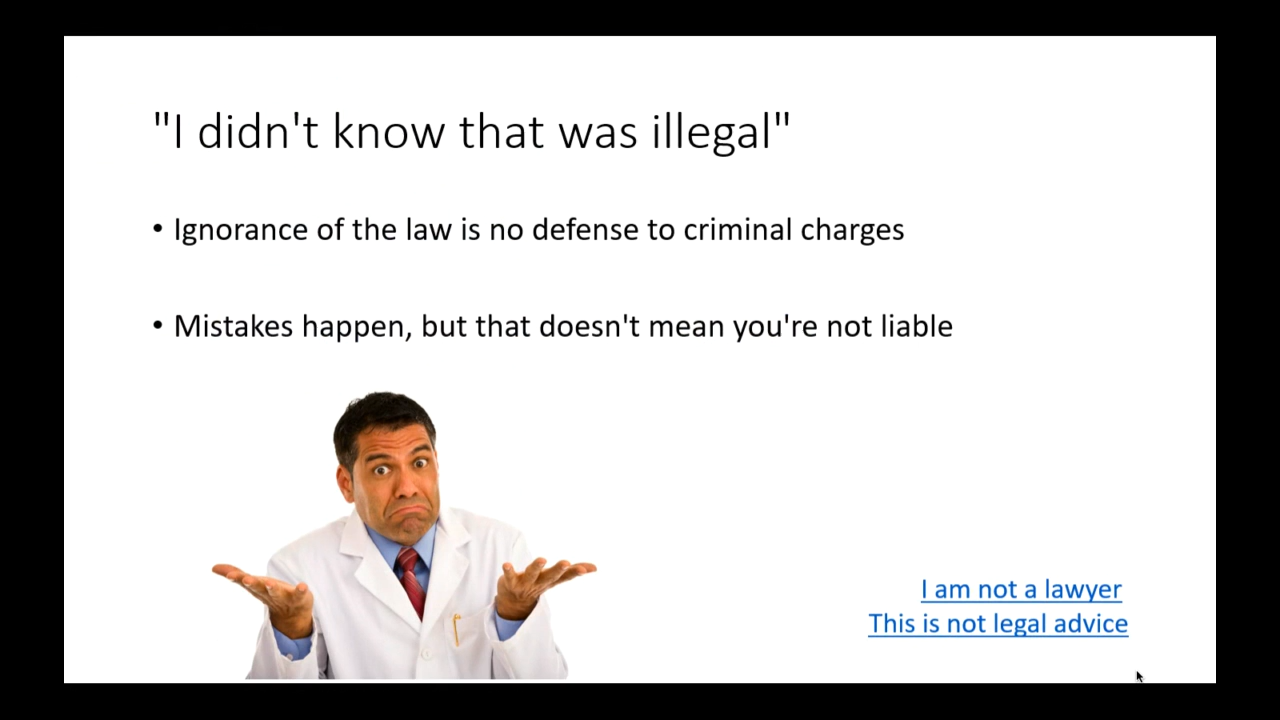 "I didn't know that was illegal"
• Ignorance of the law is no defense to criminal charges
• Mistakes happen, but that doesn't mean you're not liable
I am not a lawyer
This is not legal advice